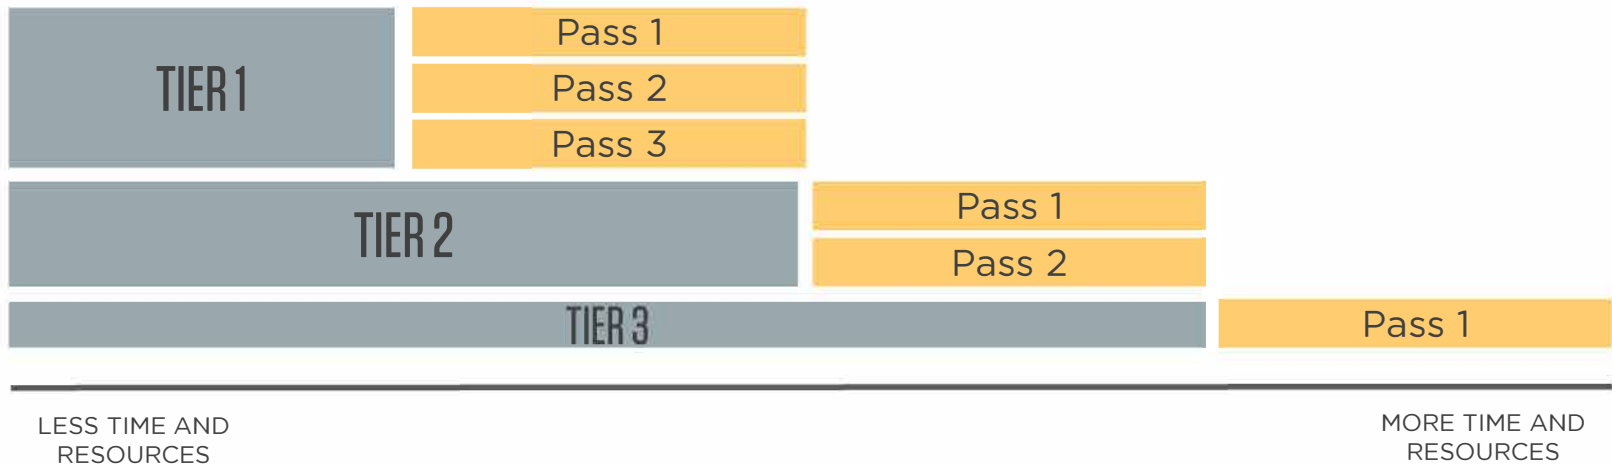 TIER 1
Pass 1
Pass 2
Pass 3
TIER 2
Pass 1
Pass 2
TIER 3
Pass 1
LESS TIME AND
RESOURCES
MORE TIME AND
RESOURCES